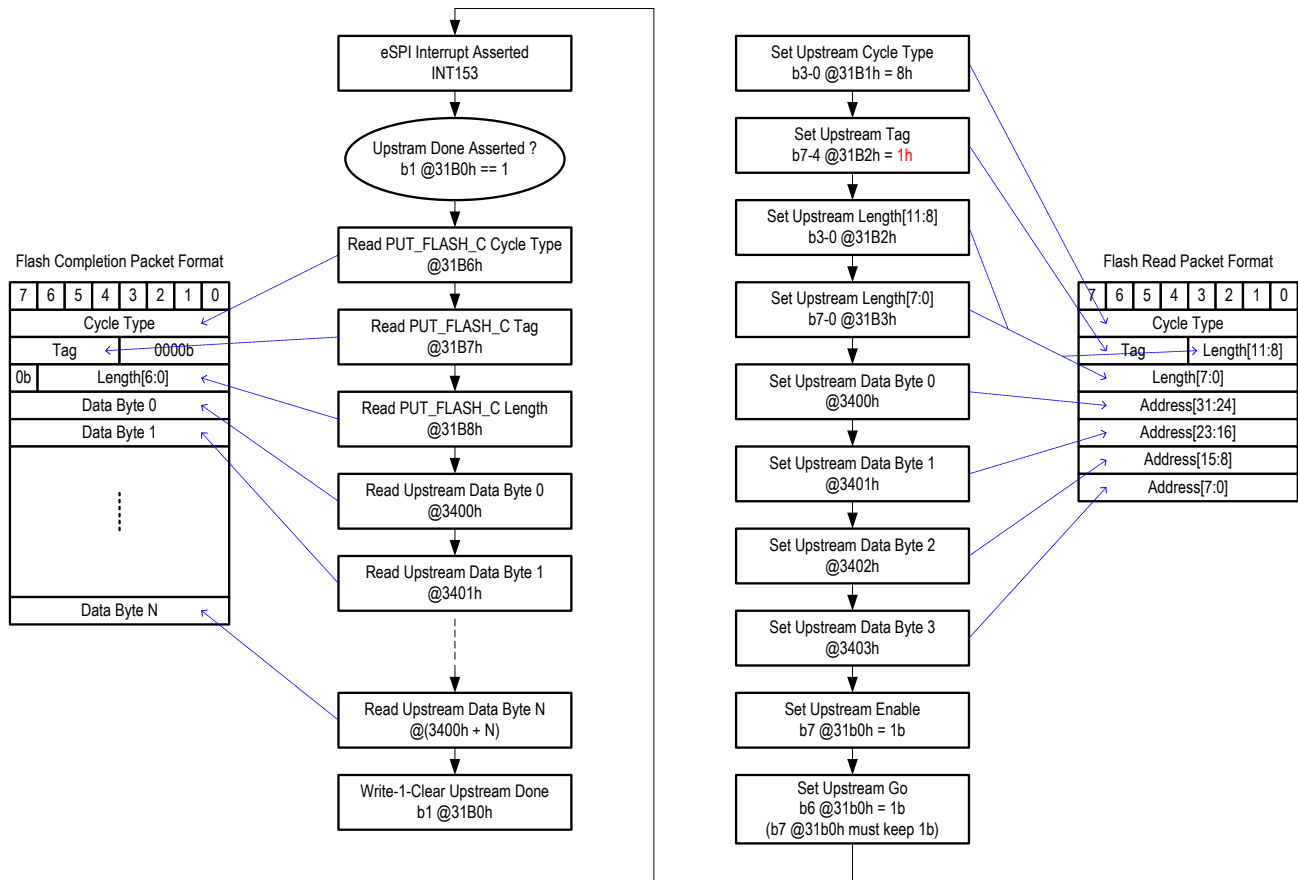 eSPI Interrupt Asserted
INT153
Upstram Done Asserted ?
b1 @31B0h == 1
Read PUT_FLASH_C Cycle Type
@31B6h
Read PUT_FLASH_C Tag
@31B7h
Read PUT_FLASH_C Length
@31B8h
Read Upstream Data Byte 0
@3400h
Read Upstream Data Byte 1
@3401h
Read Upstream Data Byte N
@(3400h + N)
Write-1-Clear Upstream Done
b1 @31B0h
Flash Completion Packet Format
7 6 5 4 3 2 1 0
Cycle Type
Tag 0000b
0b Length[6:0]
Data Byte 0
Data Byte 1
Data Byte N
Set Upstream Cycle Type
b3-0 @31B1h = 8h
Set Upstream Tag
b7-4 @31B2h = 1h
Set Upstream Length[11:8]
b3-0 @31B2h
Set Upstream Length[7:0]
b7-0 @31B3h
Set Upstream Data Byte 0
@3400h
Set Upstream Data Byte 1
@3401h
Set Upstream Data Byte 2
@3402h
Set Upstream Data Byte 3
@3403h
Set Upstream Enable
b7 @31b0h = 1b
Set Upstream Go
b6 @31b0h = 1b
(b7 @31b0h must keep 1b)
Flash Read Packet Format
7 6 5 4 3 2 1 0
Cycle Type
Tag Length[11:8]
Length[7:0]
Address[31:24]
Address[23:16]
Address[15:8]
Address[7:0]